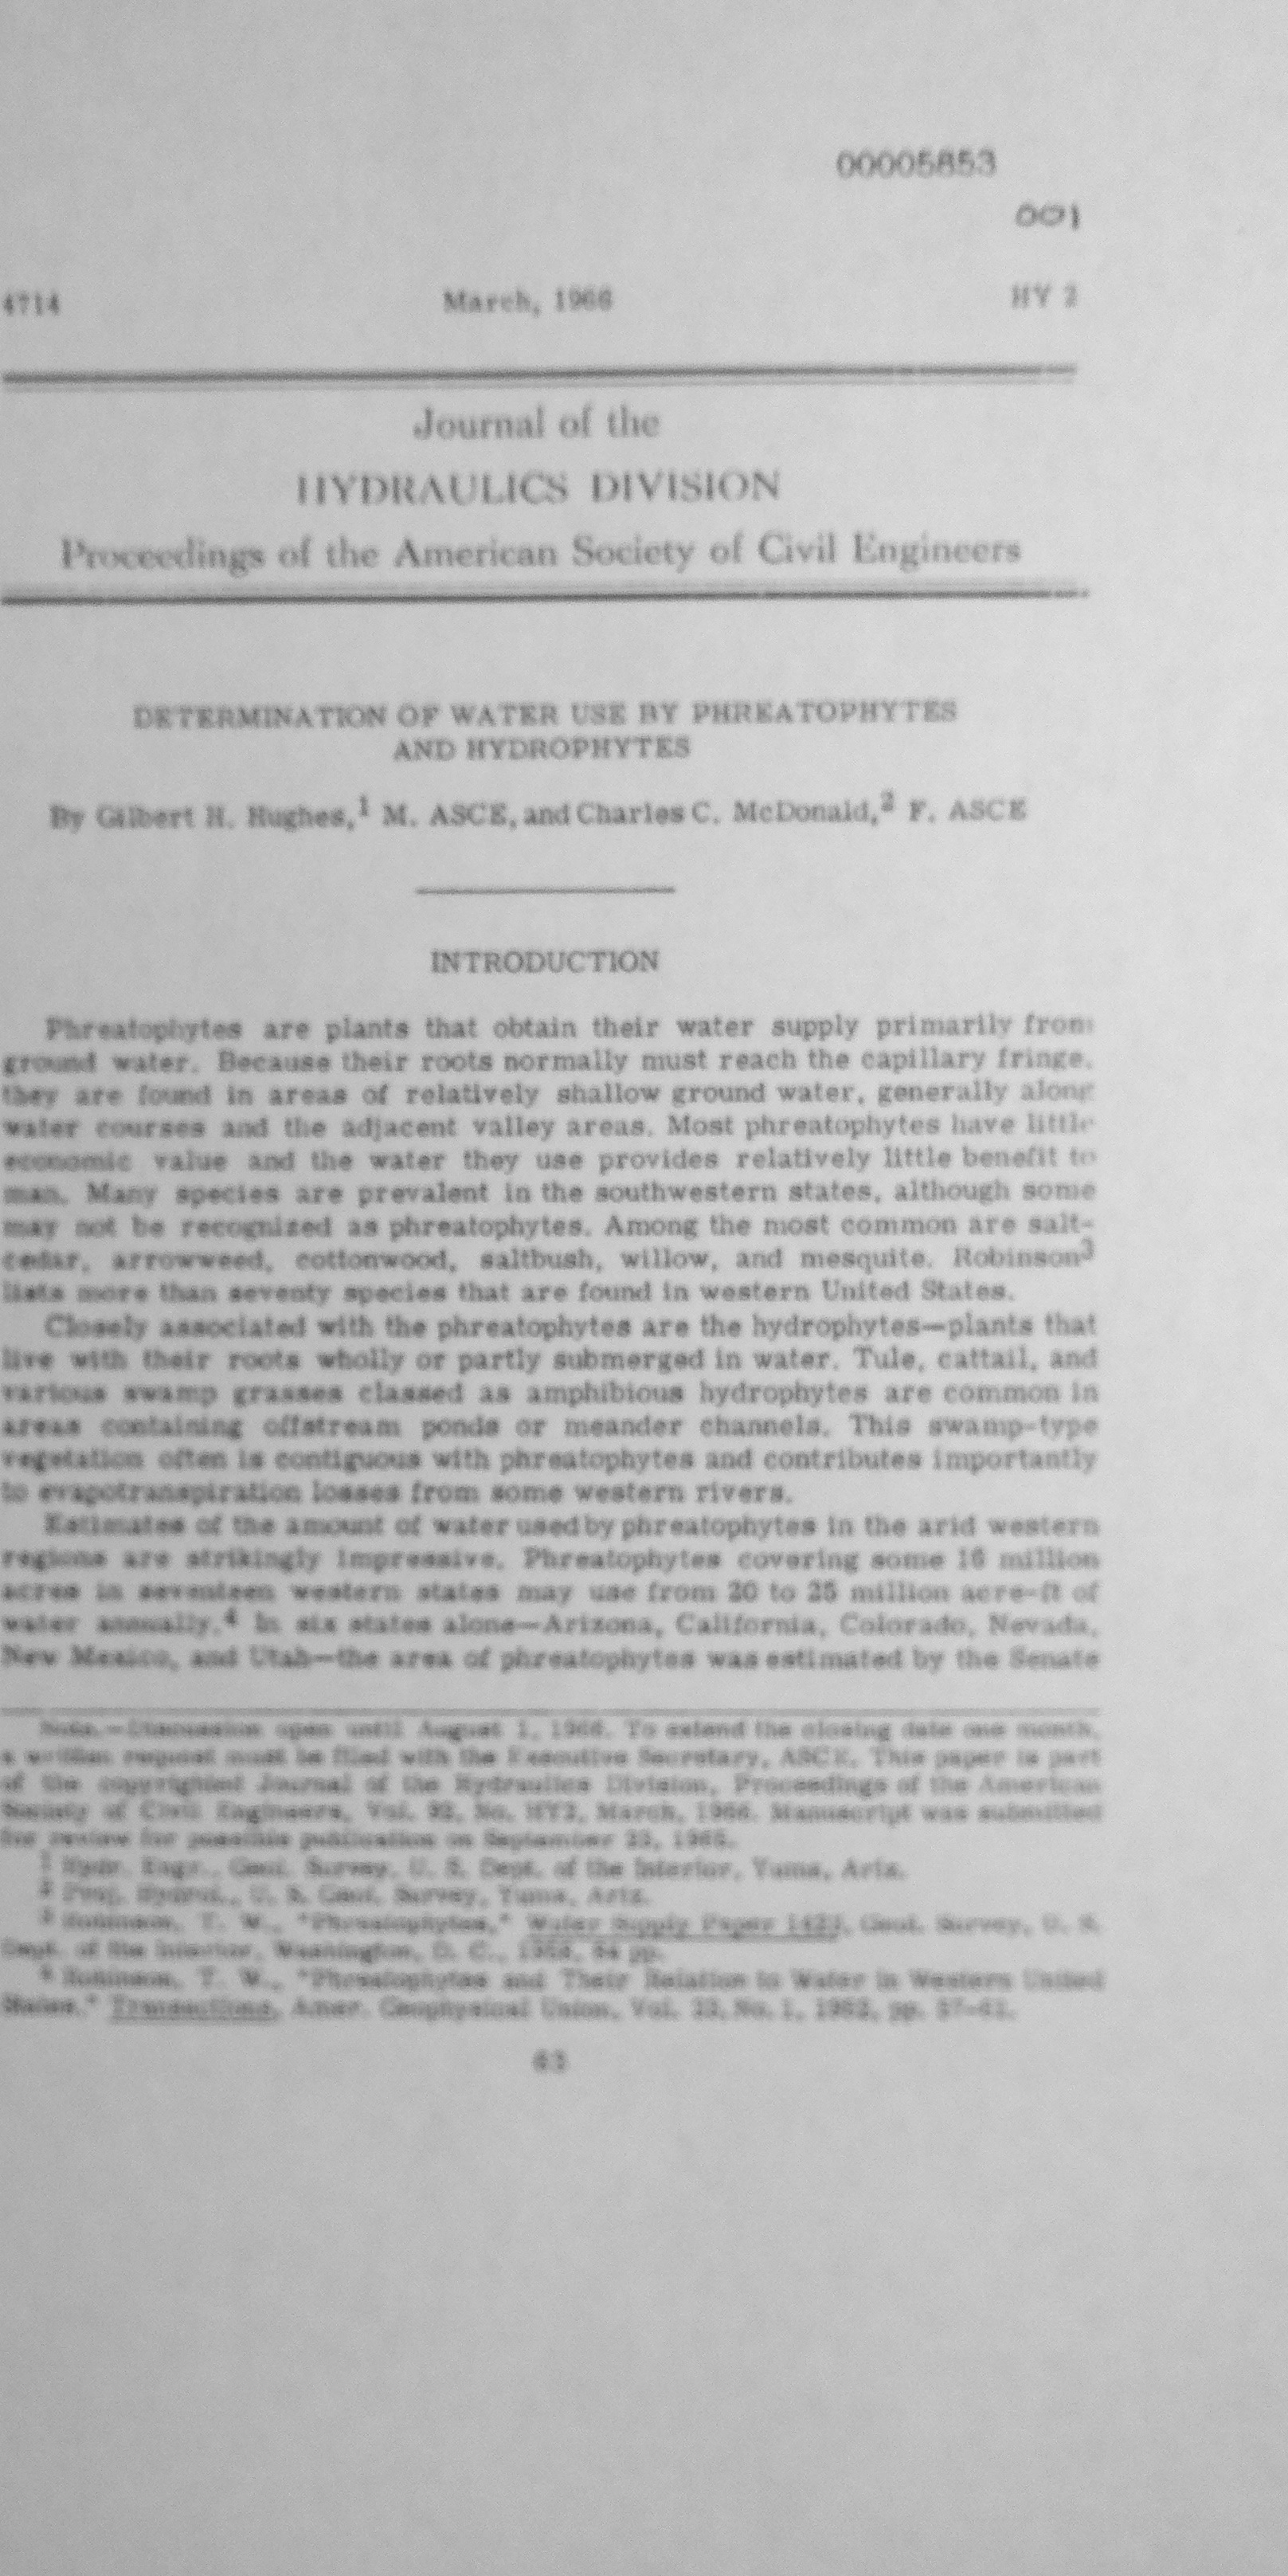 00005853
001
4714 March, 1966 HY 2
Journal of the
HYDRAULICS DIVISION
Proceedings of the American Society of Civil Engineers
DETERMINATION OF WATER USE BY PHREATOPHYTES
AND HYDROPHYTES
By Gilbert H. Hughes,1 M. ASCE, and Charles C. McDonald,2 F. ASCE
INTRODUCTION
Phreatophytes are plants that obtain their water supply primarily from
ground water. Because their roots normally must reach the capillary fringe,
they are found in areas of relatively shallow ground water, generally along
water courses and the adjacent valley areas. Most phreatophytes have little
economic value and the water they use provides relatively little benefit to
man. Many species are prevalent in the southwestern states, although some
may not be recognized as phreatophytes. Among the most common are salt-
cedar, arrowweed, cottonwood, saltbush, willow, and mesquite. Robinson3
lists more than seventy species that are found in western United States.
Closely associated with the phreatophytes are the hydrophytes—plants that
live with their roots wholly or partly submerged in water. Tule, cattail, and
various swamp grasses classed as amphibious hydrophytes are common in
areas containing offstream ponds or meander channels. This swamp-type
vegetation often is contiguous with phreatophytes and contributes importantly
to evapotranspiration losses from some western rivers.
Estimates of the amount of water used by phreatophytes in the arid western
regions are strikingly impressive. Phreatophytes covering some 16 million
acres in seventeen western states may use from 20 to 25 million acre-ft of
water annually.4 In six states alone—Arizona, California, Colorado, Nevada,
New Mexico, and Utah—the area of phreatophytes was estimated by the Senate
Note.—Discussion open until August 1, 1966. To extend the closing date one month,
a written request must be filed with the Executive Secretary, ASCE. This paper is part
of the copyrighted Journal of the Hydraulics Division, Proceedings of the American
Society of Civil Engineers, Vol. 92, No. HY2, March, 1966. Manuscript was submitted
for review for possible publication on September 23, 1965.
1 Hydr. Engr., Geol. Survey, U. S. Dept. of the Interior, Yuma, Ariz.
2 Proj. Hydrol., U. S. Geol. Survey, Yuma, Ariz.
3 Robinson, T. W., "Phreatophytes," Water Supply Paper 1423, Geol. Survey, U. S.
Dept. of the Interior, Washington, D. C., 1958, 84 pp.
4 Robinson, T. W., "Phreatophytes and Their Relation to Water in Western United
States," Transactions, Amer. Geophysical Union, Vol. 33, No. 1, 1952, pp. 57-61.
63